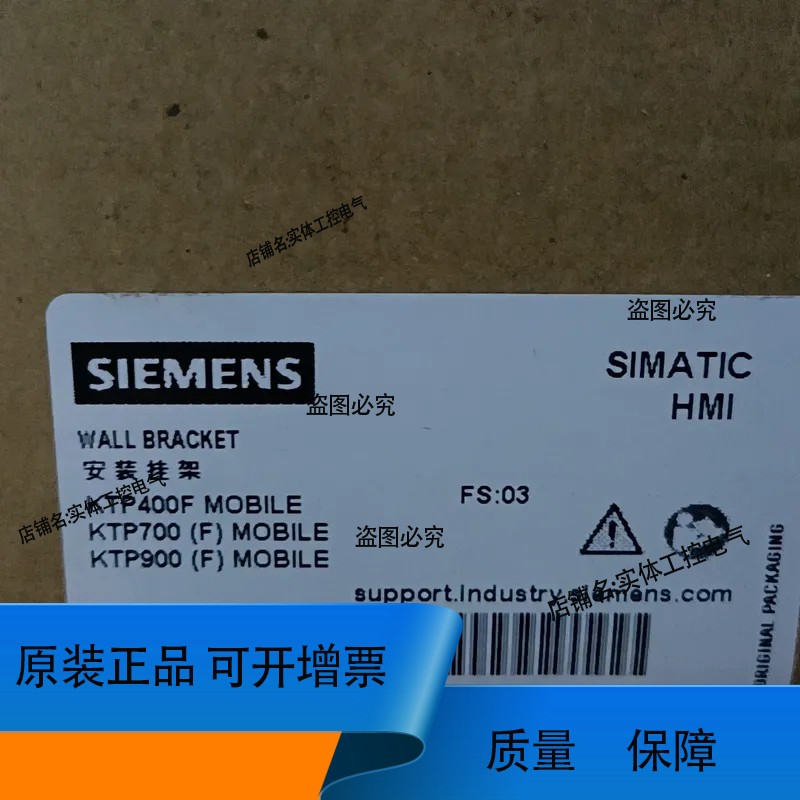 店铺名:实体工控电气
盗图必究
SIEMENS
SIMATIC
HMI
盗图必究
WALL BRACKET
安装挂架
KTP400F MOBILE
KTP700 (F) MOBILE
KTP900 (F) MOBILE
店铺名:实体工控电气
FS:03
盗图必究
support.industry.siemens.com
店铺名:实体工控电气
ORIGINAL PACKAGING
原装正品 可开增票
质量 保障